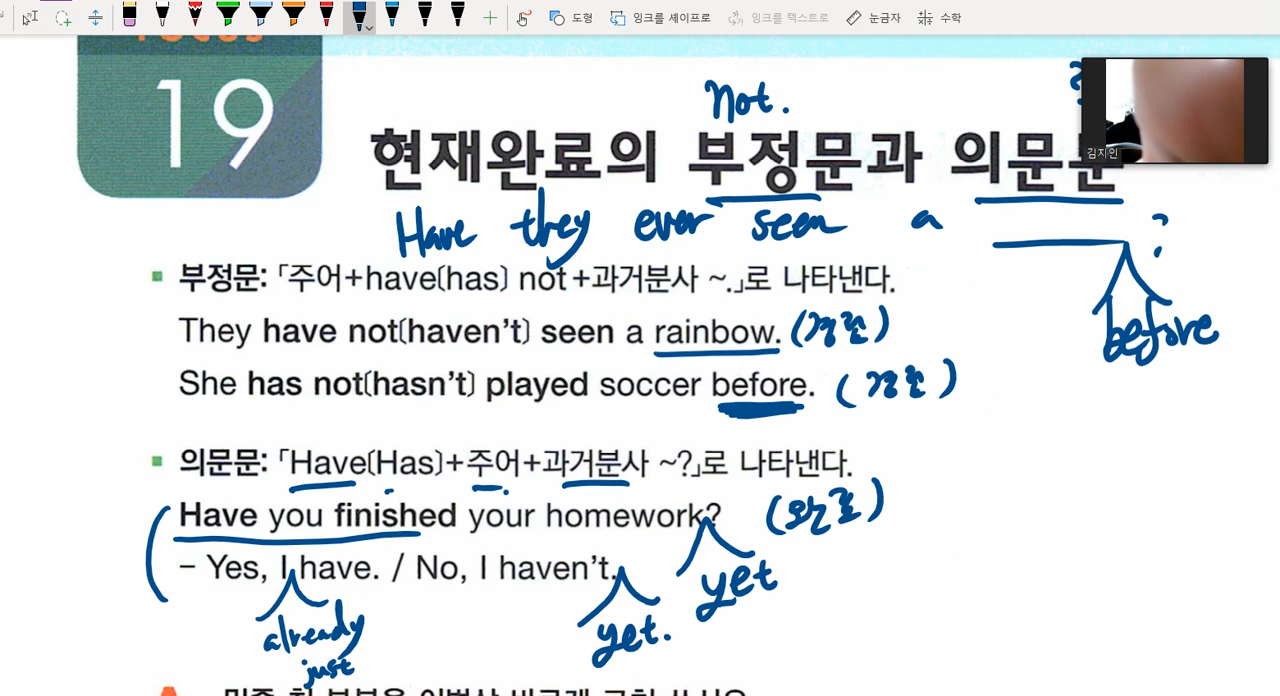 도형 잉크를 셰이프로 잉크를 텍스트로 눈금자 수학
FOCUS
19
not.
현재완료의 부정문과 의문문
김지인
Have they ever seen a ?
before
부정문: 「주어+have(has) not+과거분사 ~.」로 나타낸다.
They have not(haven't) seen a rainbow. (경험)
She has not(hasn't) played soccer before. (경험)
의문문: 「Have(Has)+주어+과거분사 ~?」로 나타낸다.
Have you finished your homework? (완료)
yet
– Yes, I have. / No, I haven't.
already
just
yet.